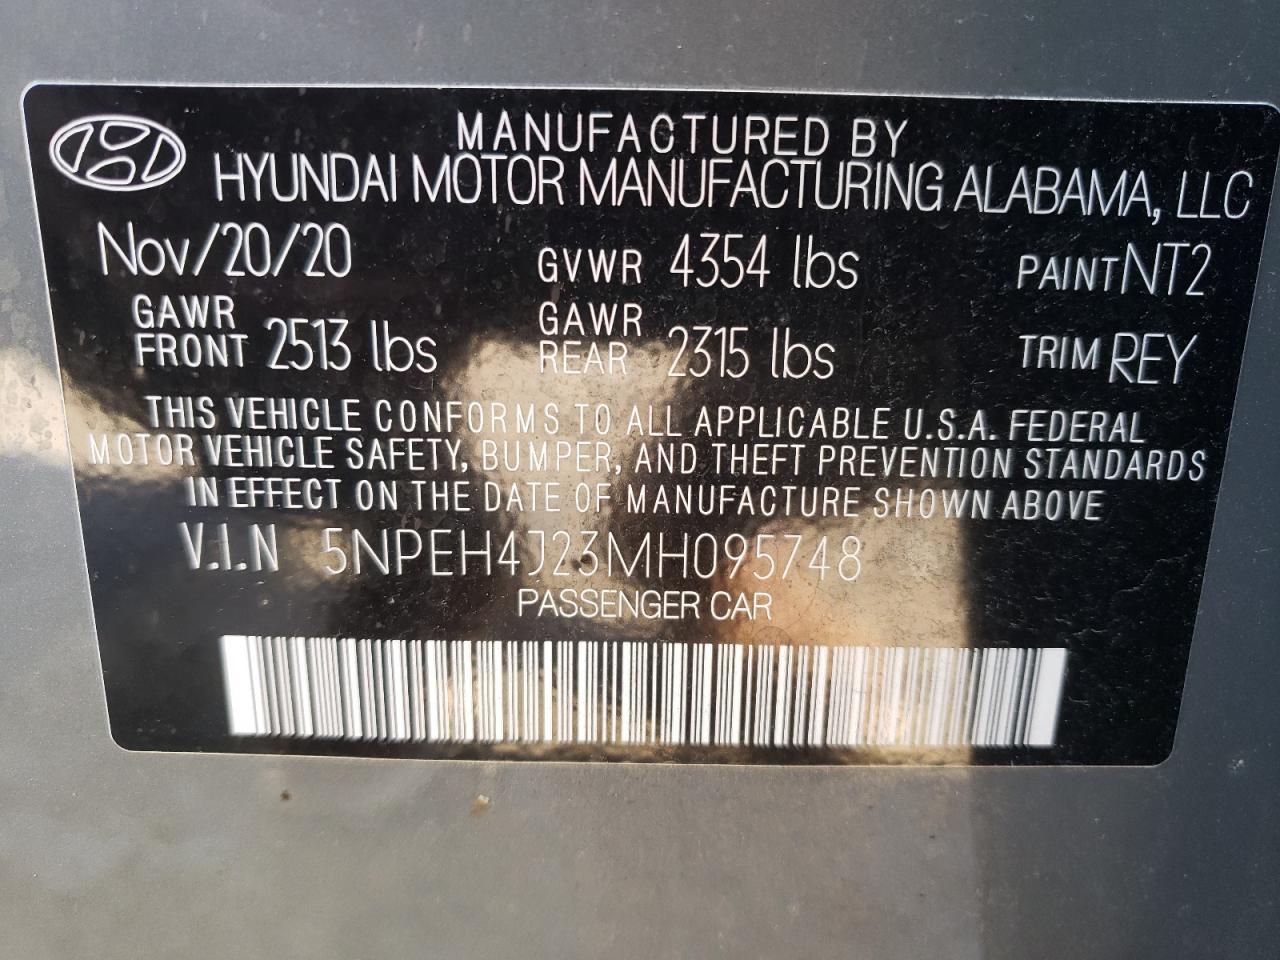 MANUFACTURED BY
HYUNDAI MOTOR MANUFACTURING ALABAMA, LLC
Nov/20/20 GVWR 4354 lbs PAINT NT2
GAWR FRONT 2513 lbs GAWR REAR 2315 lbs TRIM REY
THIS VEHICLE CONFORMS TO ALL APPLICABLE U.S.A. FEDERAL
MOTOR VEHICLE SAFETY, BUMPER, AND THEFT PREVENTION STANDARDS
IN EFFECT ON THE DATE OF MANUFACTURE SHOWN ABOVE
V.I.N 5NPEH4J23MH095748
PASSENGER CAR